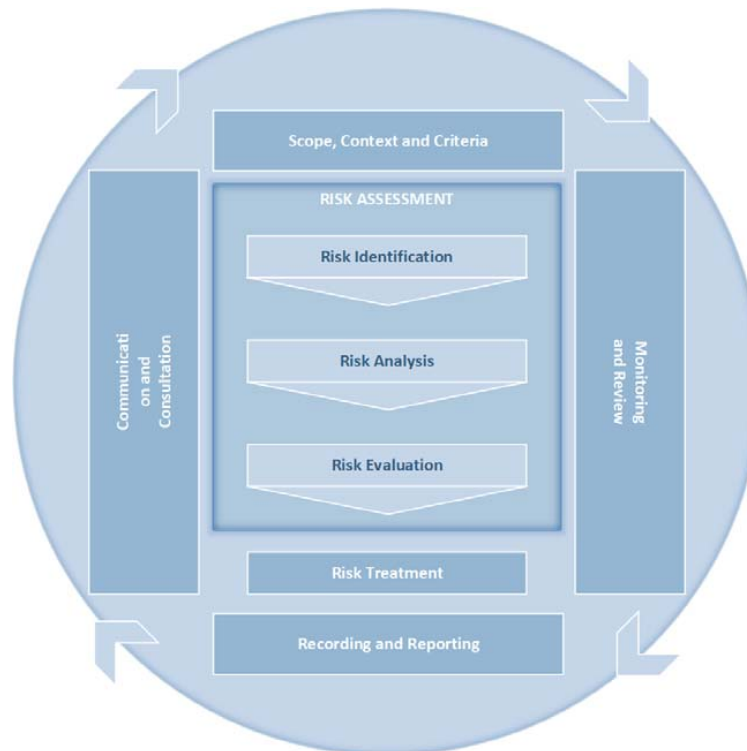 Scope, Context and Criteria
RISK ASSESSMENT
Risk Identification
Risk Analysis
Risk Evaluation
Communicati
on and
Consultation
Monitoring
and Review
Risk Treatment
Recording and Reporting